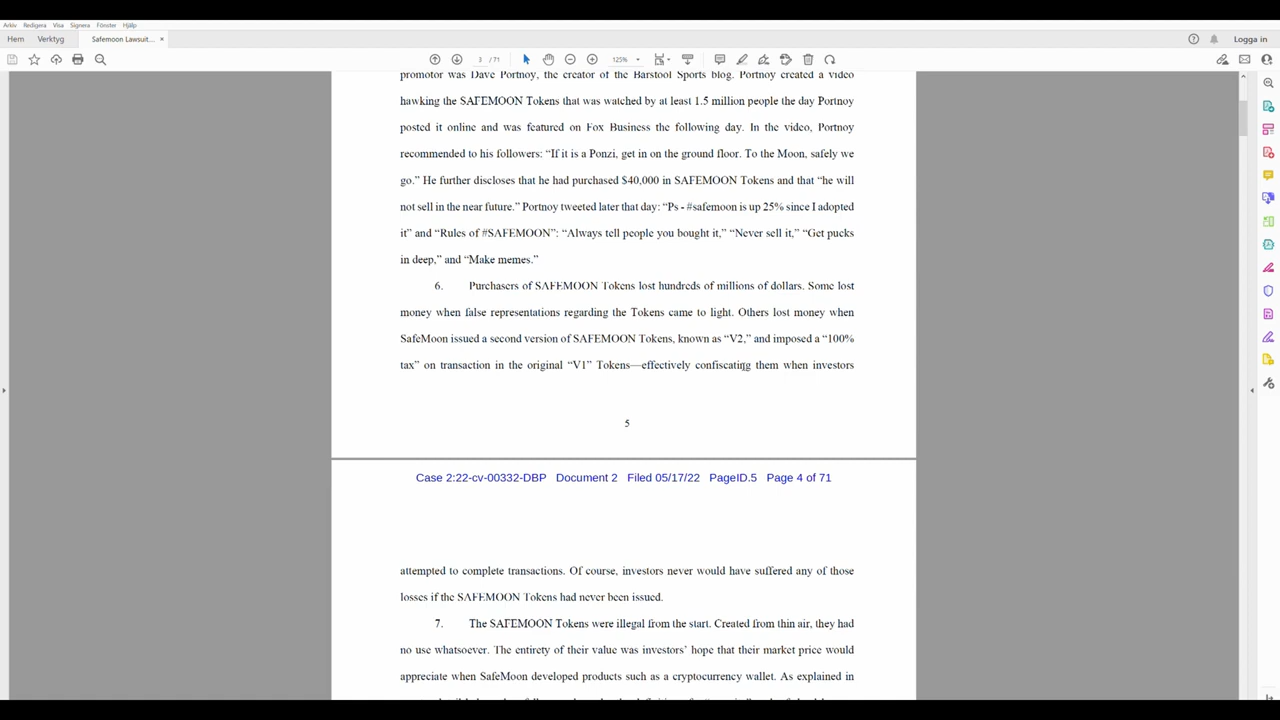 Arkiv Redigera Visa Signera Fönster Hjälp
Hem Verktyg Safemoon Lawsuit... × Logga in
3 / 71 125%
promotor was Dave Portnoy, the creator of the Barstool Sports blog. Portnoy created a video
hawking the SAFEMOON Tokens that was watched by at least 1.5 million people the day Portnoy
posted it online and was featured on Fox Business the following day. In the video, Portnoy
recommended to his followers: “If it is a Ponzi, get in on the ground floor. To the Moon, safely we
go.” He further discloses that he had purchased $40,000 in SAFEMOON Tokens and that “he will
not sell in the near future.” Portnoy tweeted later that day: “Ps - #safemoon is up 25% since I adopted
it” and “Rules of #SAFEMOON”: “Always tell people you bought it,” “Never sell it,” “Get pucks
in deep,” and “Make memes.”
6. Purchasers of SAFEMOON Tokens lost hundreds of millions of dollars. Some lost
money when false representations regarding the Tokens came to light. Others lost money when
SafeMoon issued a second version of SAFEMOON Tokens, known as “V2,” and imposed a “100%
tax” on transaction in the original “V1” Tokens—effectively confiscating them when investors
5
Case 2:22-cv-00332-DBP Document 2 Filed 05/17/22 PageID.5 Page 4 of 71
attempted to complete transactions. Of course, investors never would have suffered any of those
losses if the SAFEMOON Tokens had never been issued.
7. The SAFEMOON Tokens were illegal from the start. Created from thin air, they had
no use whatsoever. The entirety of their value was investors’ hope that their market price would
appreciate when SafeMoon developed products such as a cryptocurrency wallet. As explained in